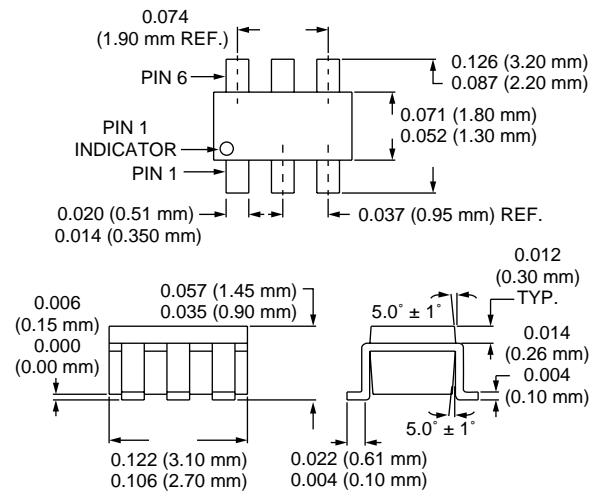 0.074
(1.90 mm REF.)
PIN 6
0.126 (3.20 mm)
0.087 (2.20 mm)
0.071 (1.80 mm)
0.052 (1.30 mm)
PIN 1
INDICATOR
PIN 1
0.020 (0.51 mm)
0.014 (0.350 mm)
0.037 (0.95 mm) REF.
0.006
(0.15 mm)
0.000
(0.00 mm)
0.057 (1.45 mm)
0.035 (0.90 mm)
0.122 (3.10 mm)
0.106 (2.70 mm)
0.012
(0.30 mm)
TYP.
5.0° ± 1°
0.014
(0.26 mm)
0.004
(0.10 mm)
5.0° ± 1°
0.022 (0.61 mm)
0.004 (0.10 mm)